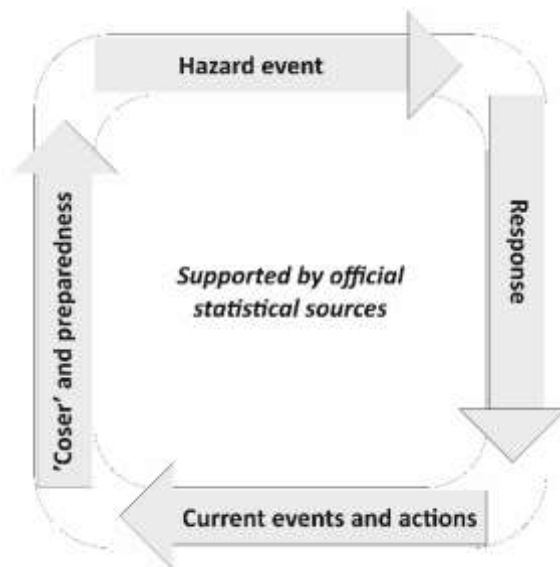 Hazard event
Response
Supported by official
statistical sources
'Coser' and preparedness
Current events and actions